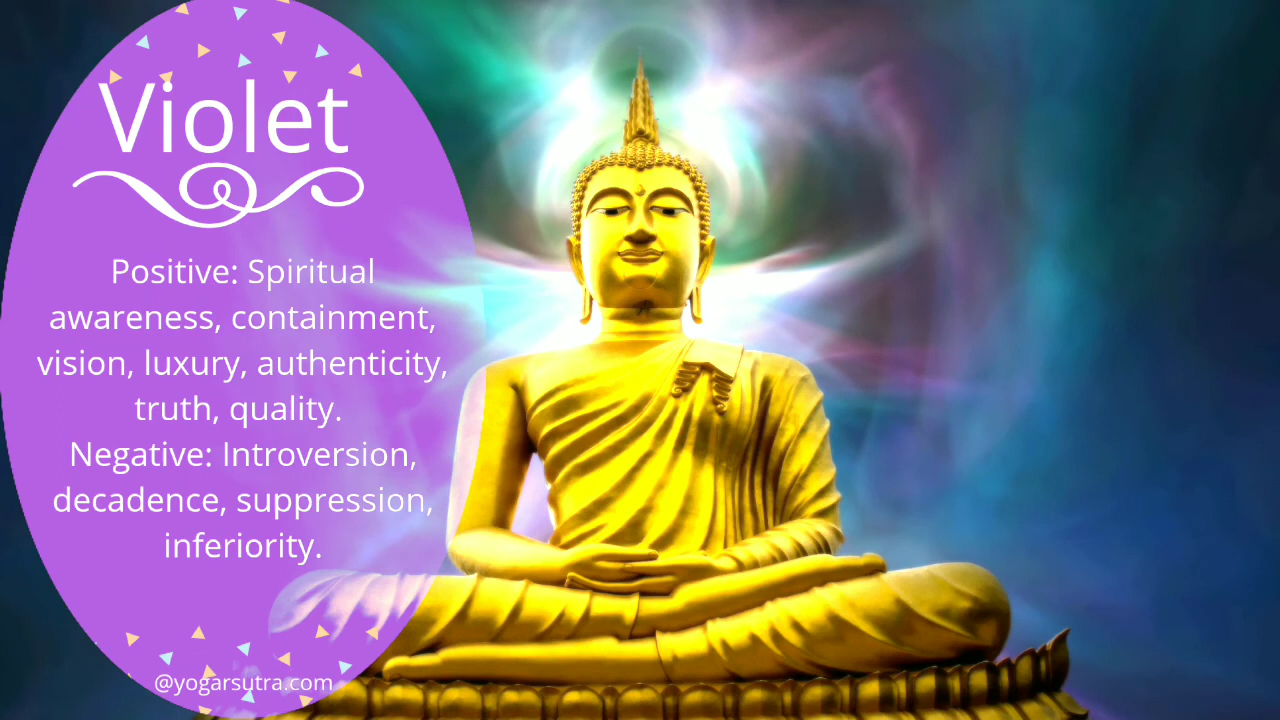 Violet
Positive: Spiritual
awareness, containment,
vision, luxury, authenticity,
truth, quality.
Negative: Introversion,
decadence, suppression,
inferiority.
@yogarsutra.com